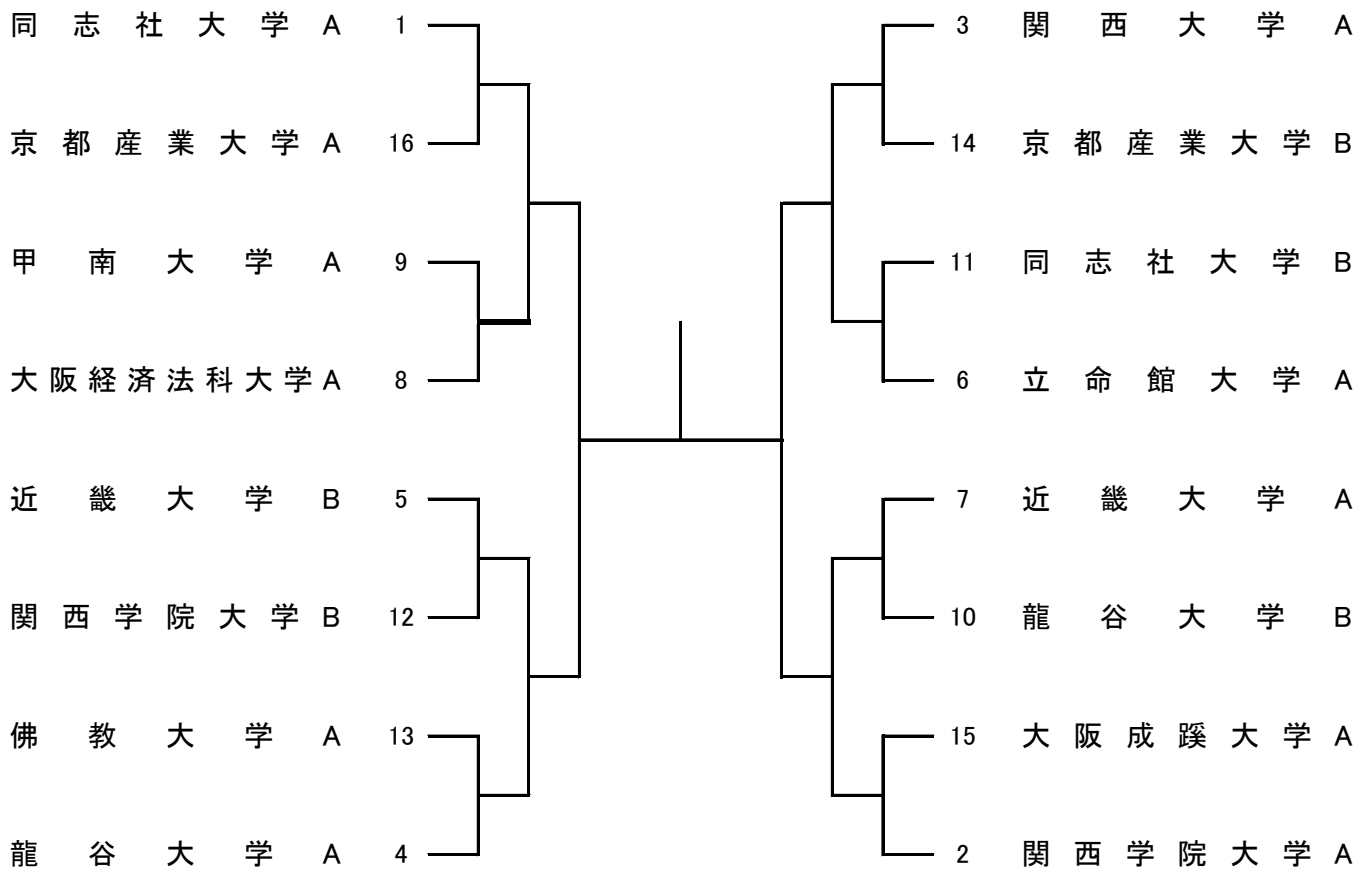 同志社大学A 1
京都産業大学A 16
甲南大学A 9
大阪経済法科大学A 8
近畿大学B 5
関西学院大学B 12
佛教大学A 13
龍谷大学A 4
3 関西大学A
14 京都産業大学B
11 同志社大学B
6 立命館大学A
7 近畿大学A
10 龍谷大学B
15 大阪成蹊大学A
2 関西学院大学A